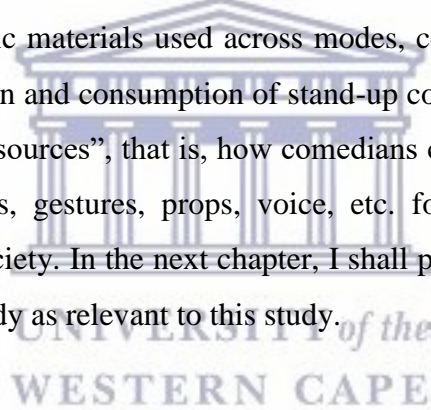 ic materials used across modes, c
n and consumption of stand-up co
sources”, that is, how comedians
s, gestures, props, voice, etc. fo
ciety. In the next chapter, I shall p
dy as relevant to this study.
UNIVERSITY of the
WESTERN CAPE